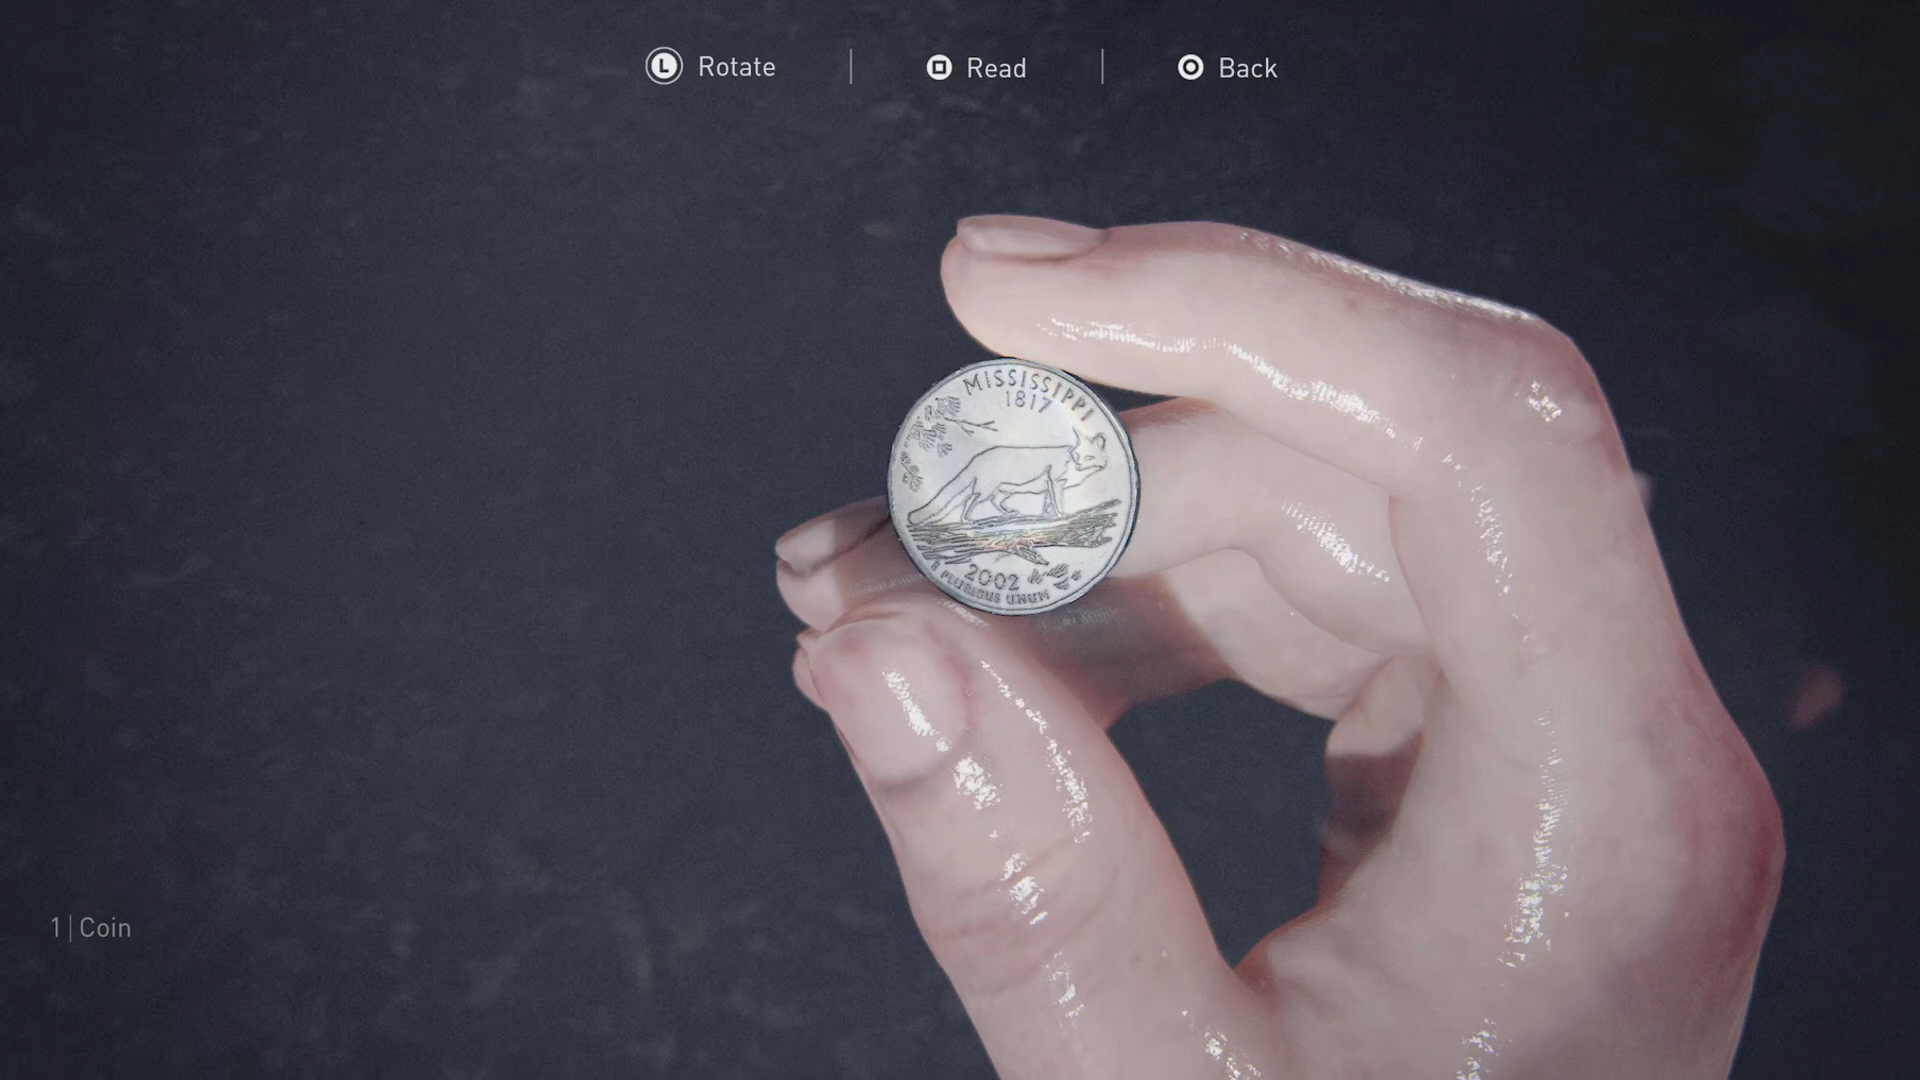 L Rotate | Read | Back
MISSISSIPPI
1817
2002
E PLURIBUS UNUM
1 | Coin